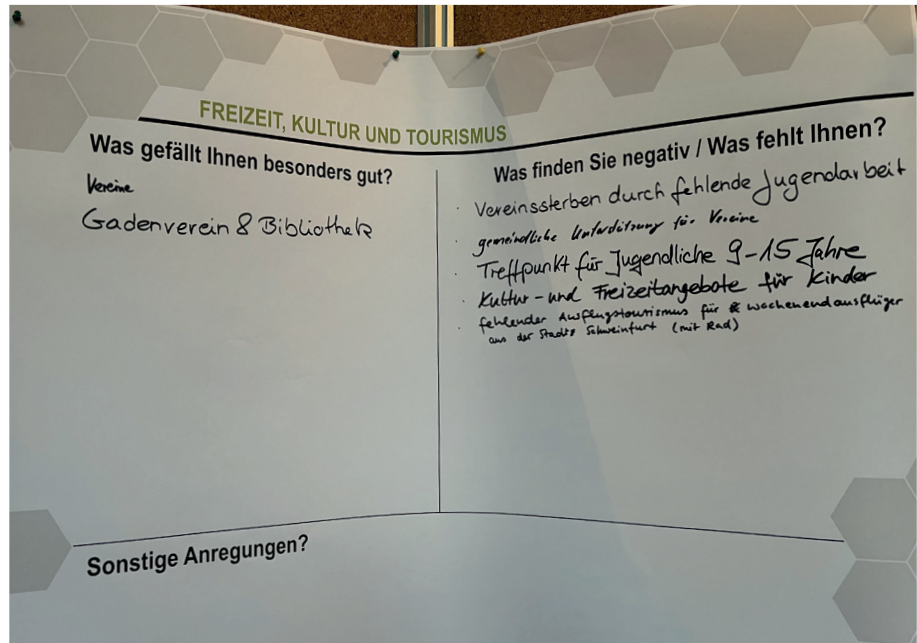 FREIZEIT, KULTUR UND TOURISMUS
Was gefällt Ihnen besonders gut?
Vereine
Gadenverein & Bibliothek
Was finden Sie negativ / Was fehlt Ihnen?
· Vereinssterben durch fehlende Jugendarbeit
· gemeindliche Unterstützung für Vereine
· Treffpunkt für Jugendliche 9-15 Jahre
· Kultur- und Freizeitangebote für Kinder
· fehlender Ausflugstourismus für wochenendausflügler
aus der Stadt Schweinfurt (mit Rad)
Sonstige Anregungen?